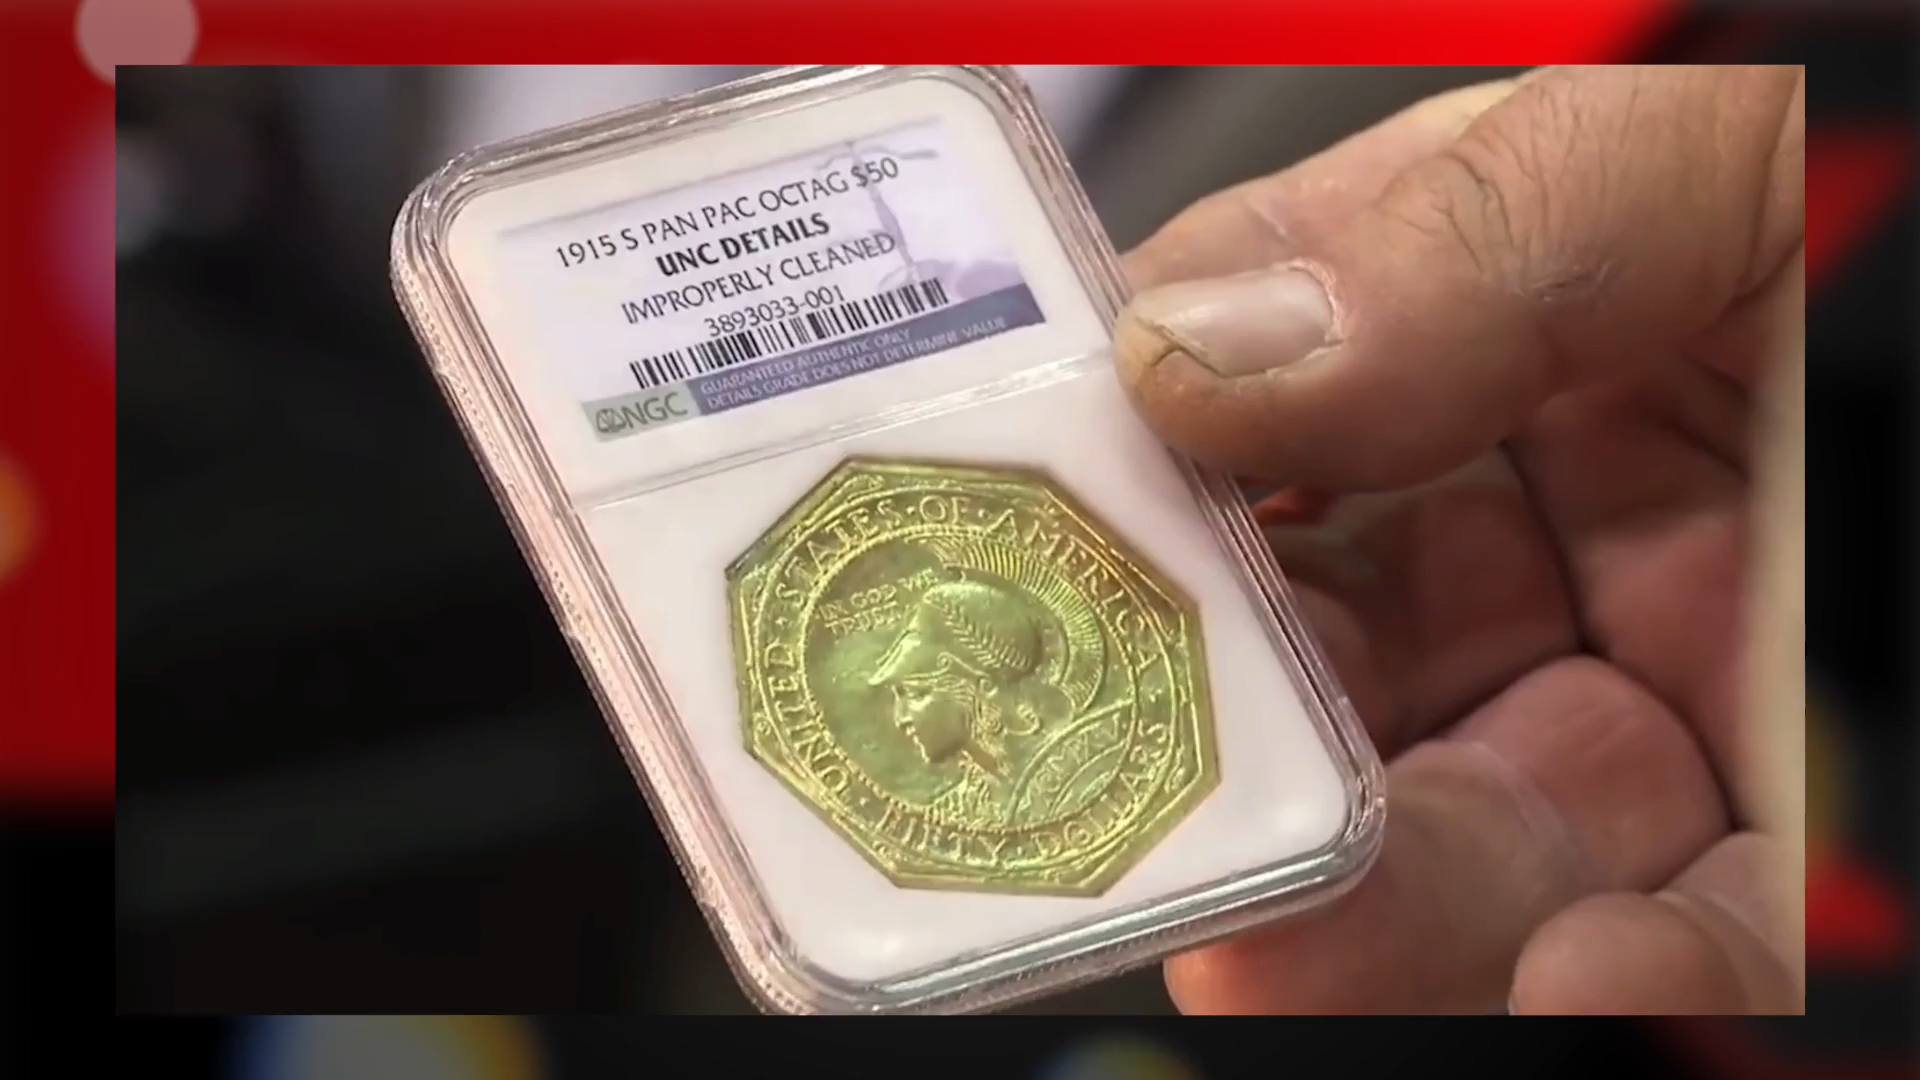 1915 S PAN PAC OCTAG $50
UNC DETAILS
IMPROPERLY CLEANED
3893033-001
GUARANTEED AUTHENTIC ONLY
DETAILS GRADE DOES NOT DETERMINE VALUE
NGC
UNITED·STATES·OF·AMERICA
IN GOD WE
TRUST
MCMXV
FIFTY·DOLLARS